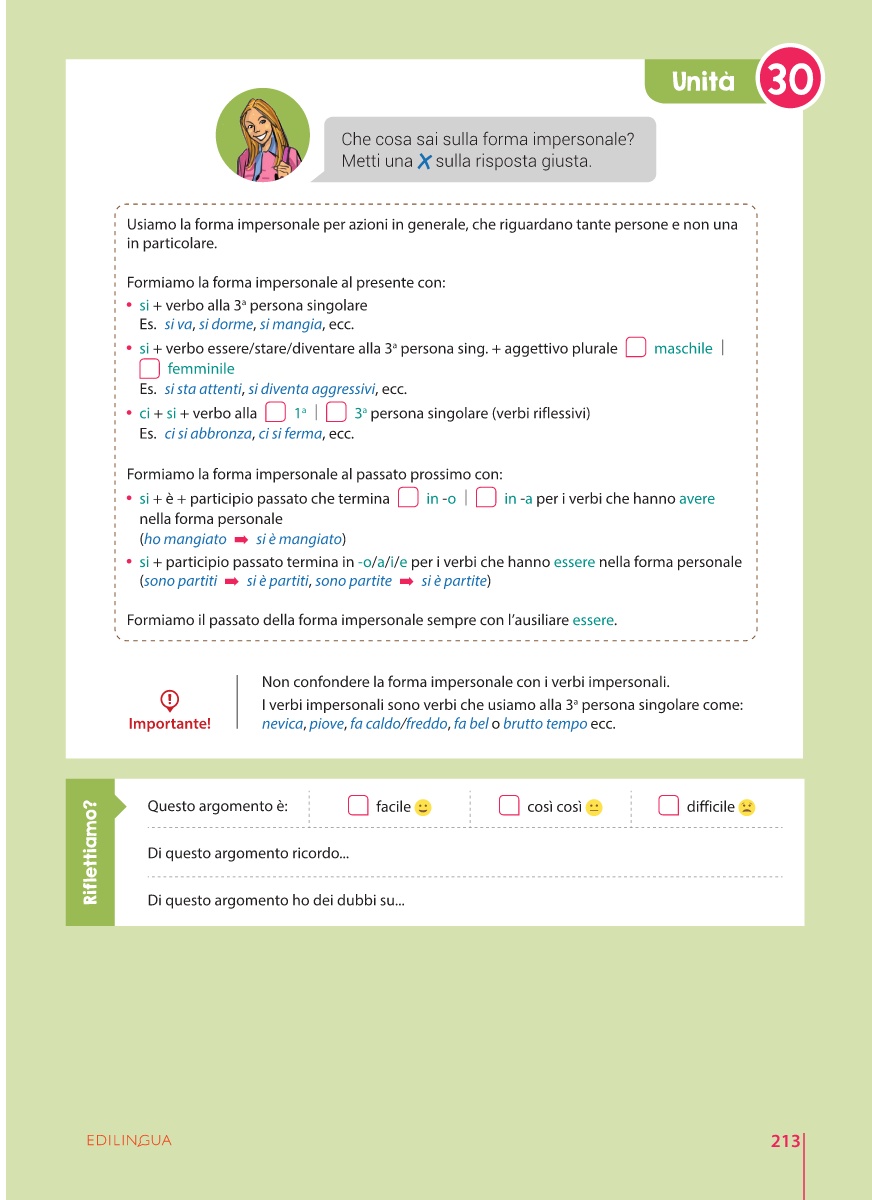 Unità 30
Che cosa sai sulla forma impersonale?
Metti una X sulla risposta giusta.
Usiamo la forma impersonale per azioni in generale, che riguardano tante persone e non una
in particolare.
Formiamo la forma impersonale al presente con:
• si + verbo alla 3ª persona singolare
Es. si va, si dorme, si mangia, ecc.
• si + verbo essere/stare/diventare alla 3ª persona sing. + aggettivo plurale maschile |
femminile
Es. si sta attenti, si diventa aggressivi, ecc.
• ci + si + verbo alla 1ª | 3ª persona singolare (verbi riflessivi)
Es. ci si abbronza, ci si ferma, ecc.
Formiamo la forma impersonale al passato prossimo con:
• si + è + participio passato che termina in -o | in -a per i verbi che hanno avere
nella forma personale
(ho mangiato ➡ si è mangiato)
• si + participio passato termina in -o/a/i/e per i verbi che hanno essere nella forma personale
(sono partiti ➡ si è partiti, sono partite ➡ si è partite)
Formiamo il passato della forma impersonale sempre con l'ausiliare essere.
Importante!
Non confondere la forma impersonale con i verbi impersonali.
I verbi impersonali sono verbi che usiamo alla 3ª persona singolare come:
nevica, piove, fa caldo/freddo, fa bel o brutto tempo ecc.
Riflettiamo?
Questo argomento è: facile così così difficile
Di questo argomento ricordo...
Di questo argomento ho dei dubbi su...
EDILINGUA
213